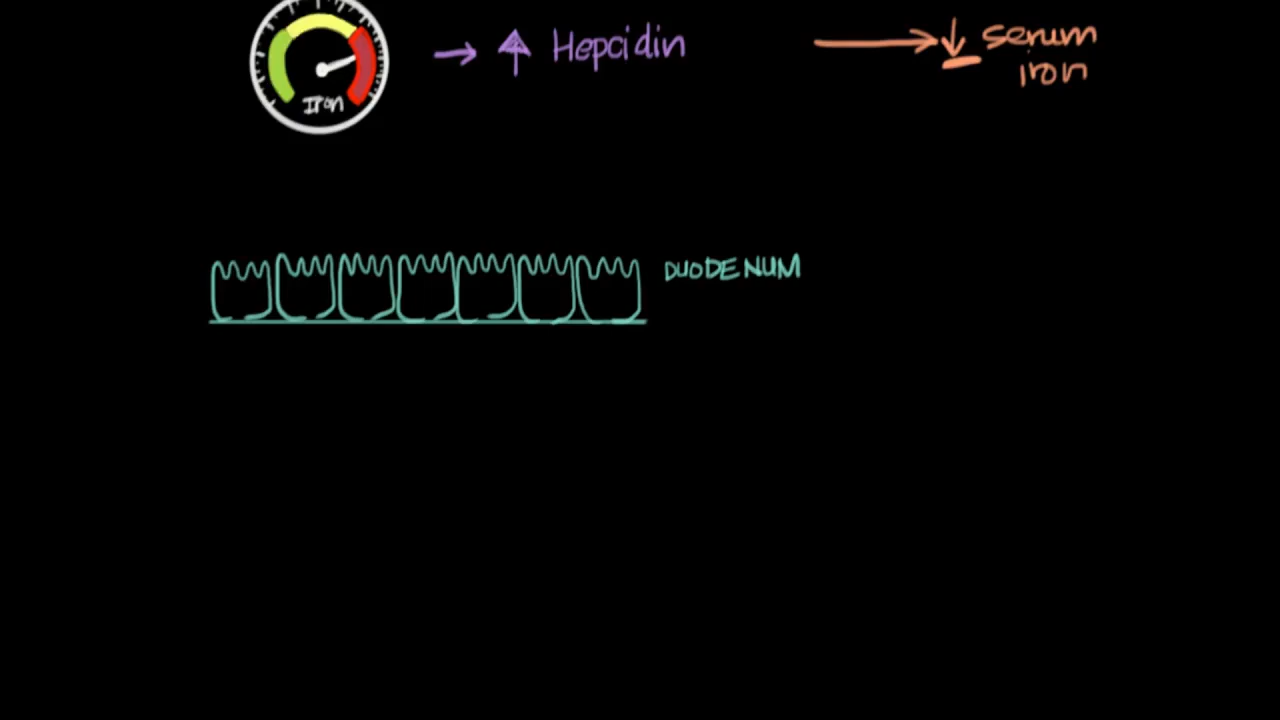 Iron
→ ↑ Hepcidin
→ ↓ serum
iron
DUODENUM